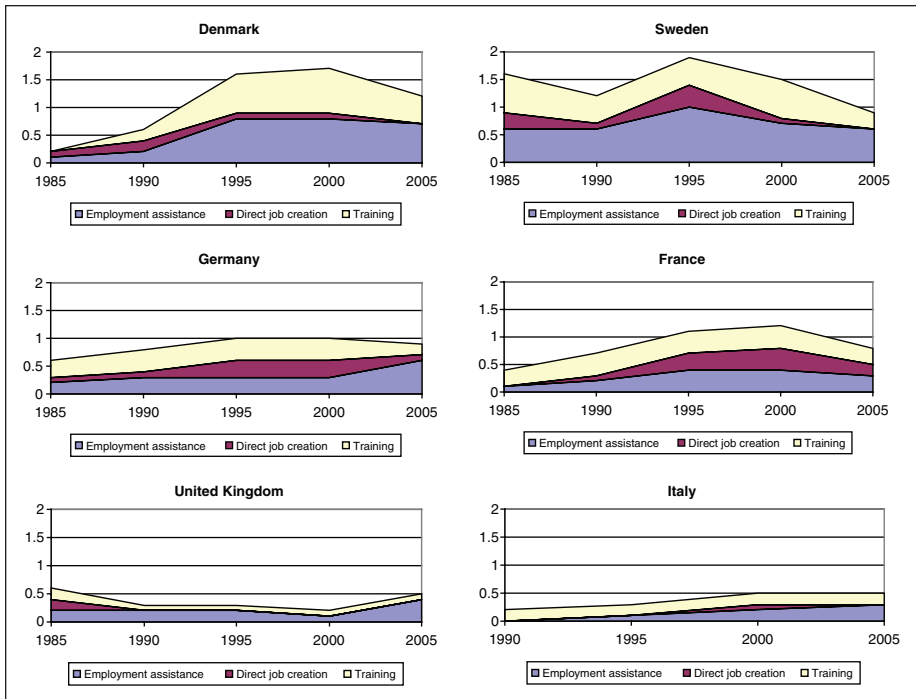 Denmark
2
1.5
1
0.5
0
1985 1990 1995 2000 2005
Employment assistance Direct job creation Training
Sweden
2
1.5
1
0.5
0
1985 1990 1995 2000 2005
Employment assistance Direct job creation Training
Germany
2
1.5
1
0.5
0
1985 1990 1995 2000 2005
Employment assistance Direct job creation Training
France
2
1.5
1
0.5
0
1985 1990 1995 2000 2005
Employment assistance Direct job creation Training
United Kingdom
2
1.5
1
0.5
0
1985 1990 1995 2000 2005
Employment assistance Direct job creation Training
Italy
2
1.5
1
0.5
0
1990 1995 2000 2005
Employment assistance Direct job creation Training